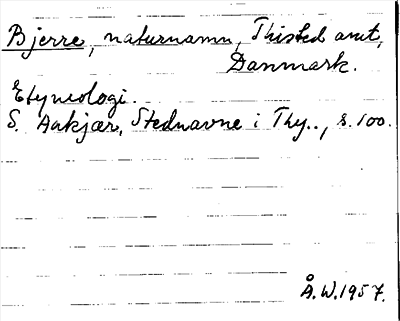 Bjerre, naturnamn, Thisted amt,
Danmark.
Etymologi.
S. Aakjær, Stednavne i Thy.., s. 100.
Å.W.1957.